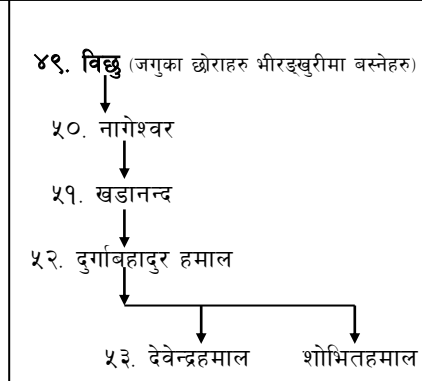 ४९. विछु (जगुका छोराहरु भीरङ्खुरीमा बस्नेहरु)
५०. नागेश्वर
५१. खडानन्द
५२. दुर्गाबहादुर हमाल
५३. देवेन्द्रहमाल शोभितहमाल